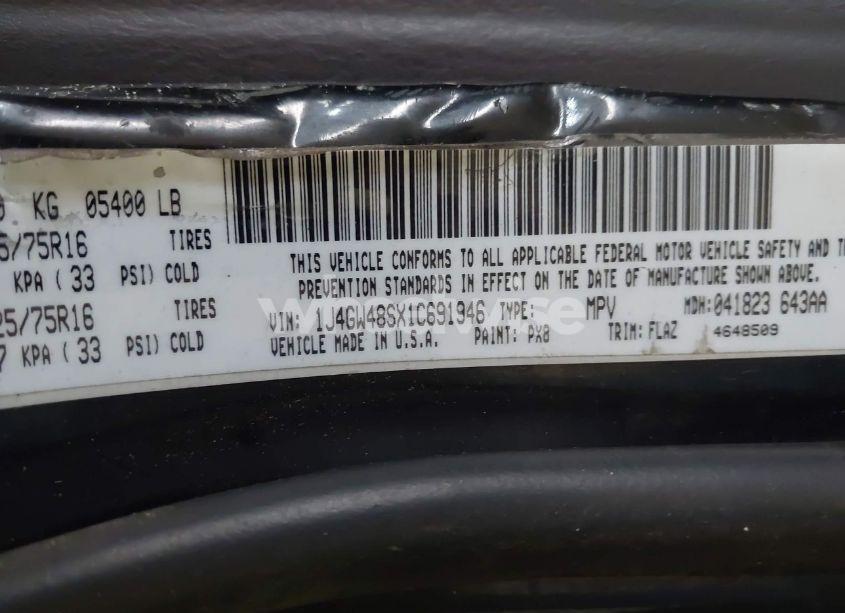 KG 05400 LB
5/75R16 TIRES
KPA ( 33 PSI) COLD
25/75R16
7 KPA ( 33 PSI) COLD
THIS VEHICLE CONFORMS TO ALL APPLICABLE FEDERAL MOTOR VEHICLE SAFETY AND
PREVENTION STANDARDS IN EFFECT ON THE DATE OF MANUFACTURE SHOWN ABOVE.
VIN: 1J4GW48SX1C691946 TYPE: MPV MDH:041823 643AA
VEHICLE MADE IN U.S.A. PAINT: PX8 TRIM: FLAZ 4648509